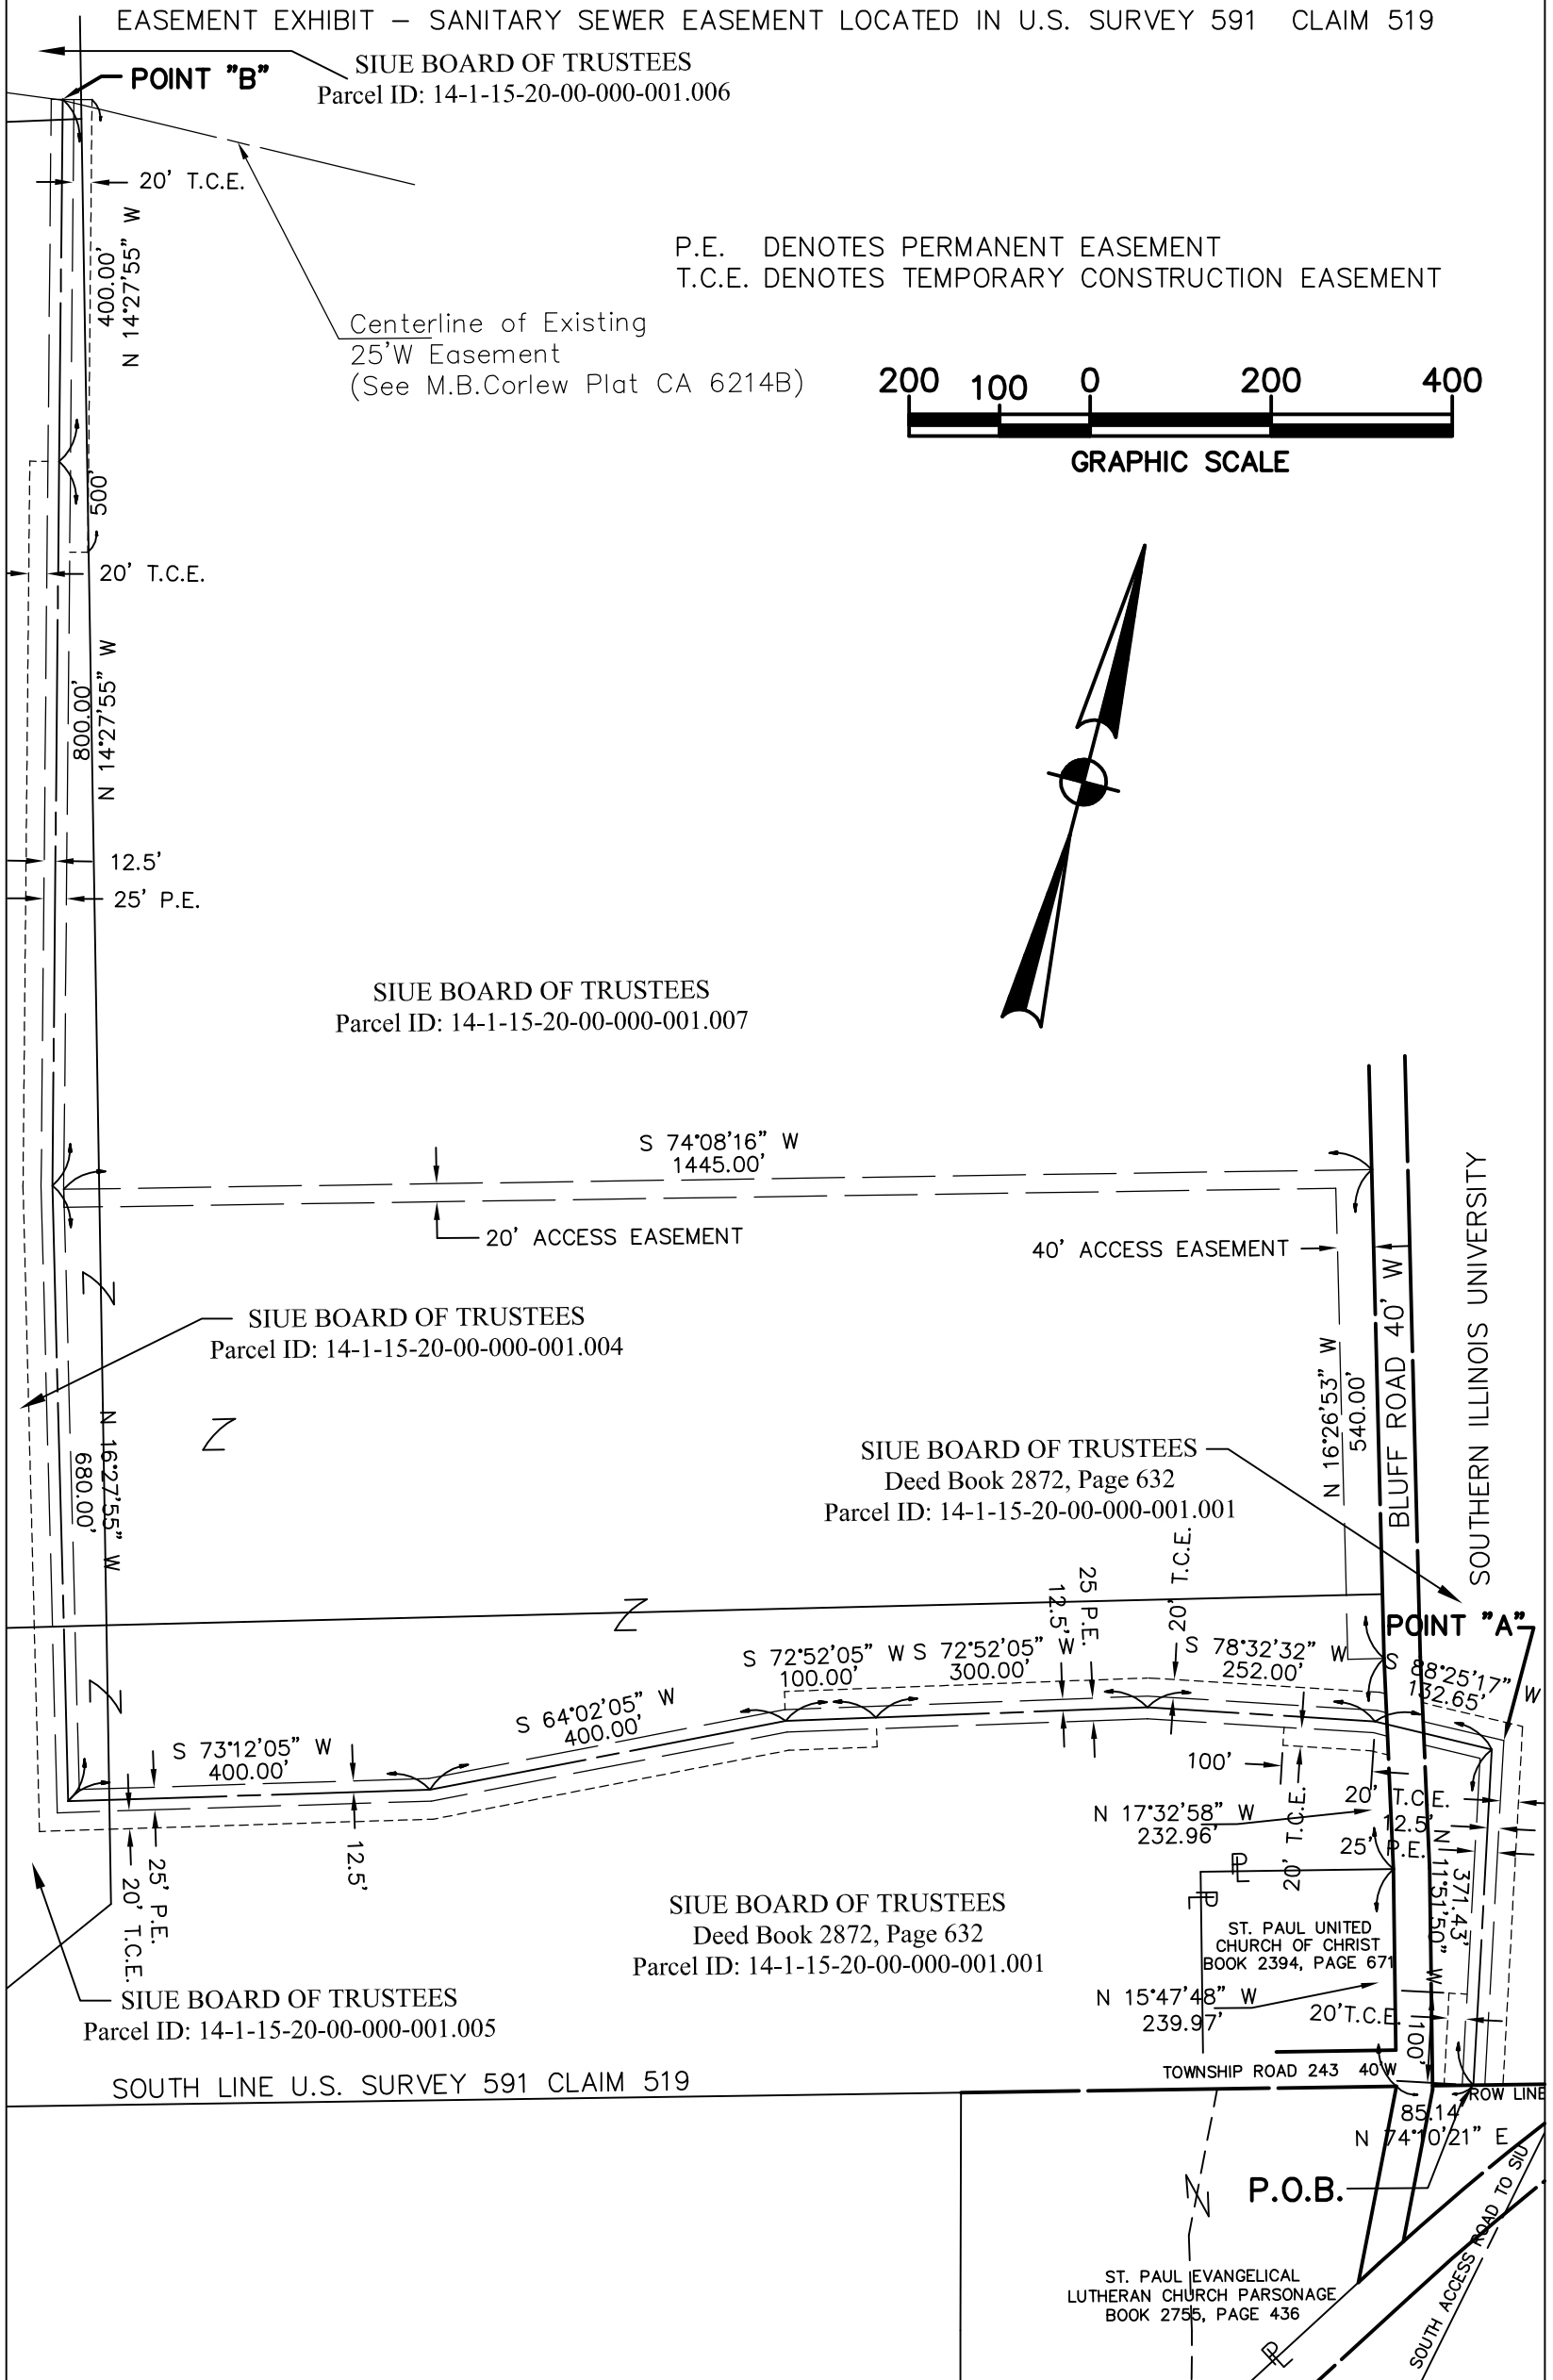 EASEMENT EXHIBIT – SANITARY SEWER EASEMENT LOCATED IN U.S. SURVEY 591 CLAIM 519
SIUE BOARD OF TRUSTEES
Parcel ID: 14-1-15-20-00-000-001.006
POINT "B"
20' T.C.E.
400.00'
N 14°27'55" W
P.E. DENOTES PERMANENT EASEMENT
T.C.E. DENOTES TEMPORARY CONSTRUCTION EASEMENT
Centerline of Existing
25'W Easement
(See M.B.Corlew Plat CA 6214B)
200 100 0 200 400
GRAPHIC SCALE
500'
20' T.C.E.
800.00'
N 14°27'55" W
12.5'
25' P.E.
SIUE BOARD OF TRUSTEES
Parcel ID: 14-1-15-20-00-000-001.007
S 74°08'16" W
1445.00'
20' ACCESS EASEMENT
40' ACCESS EASEMENT
BLUFF ROAD 40' W
SOUTHERN ILLINOIS UNIVERSITY
SIUE BOARD OF TRUSTEES
Parcel ID: 14-1-15-20-00-000-001.004
N 16°26'53" W
540.00'
N 16°27'55" W
680.00'
SIUE BOARD OF TRUSTEES
Deed Book 2872, Page 632
Parcel ID: 14-1-15-20-00-000-001.001
POINT "A"
12.5'
25 P.E.
20' T.C.E.
S 72°52'05" W
100.00'
S 72°52'05" W
300.00'
S 78°32'32" W
252.00'
S 88°25'17" W
132.65'
S 64°02'05" W
400.00'
S 73°12'05" W
400.00'
100'
20' T.C.E.
20' T.C.E.
12.5'
25' P.E.
N 17°32'58" W
232.96'
N 11°51'50" W
371.43'
20' T.C.E.
25' P.E.
12.5'
PL
PL
SIUE BOARD OF TRUSTEES
Deed Book 2872, Page 632
Parcel ID: 14-1-15-20-00-000-001.001
ST. PAUL UNITED
CHURCH OF CHRIST
BOOK 2394, PAGE 671
N 15°47'48" W
239.97'
20'T.C.E.
100'
SIUE BOARD OF TRUSTEES
Parcel ID: 14-1-15-20-00-000-001.005
TOWNSHIP ROAD 243 40'W
SOUTH LINE U.S. SURVEY 591 CLAIM 519
ROW LINE
85.14'
N 74°10'21" E
P.O.B.
SOUTH ACCESS ROAD TO SIU
ST. PAUL EVANGELICAL
LUTHERAN CHURCH PARSONAGE
BOOK 2755, PAGE 436
PL